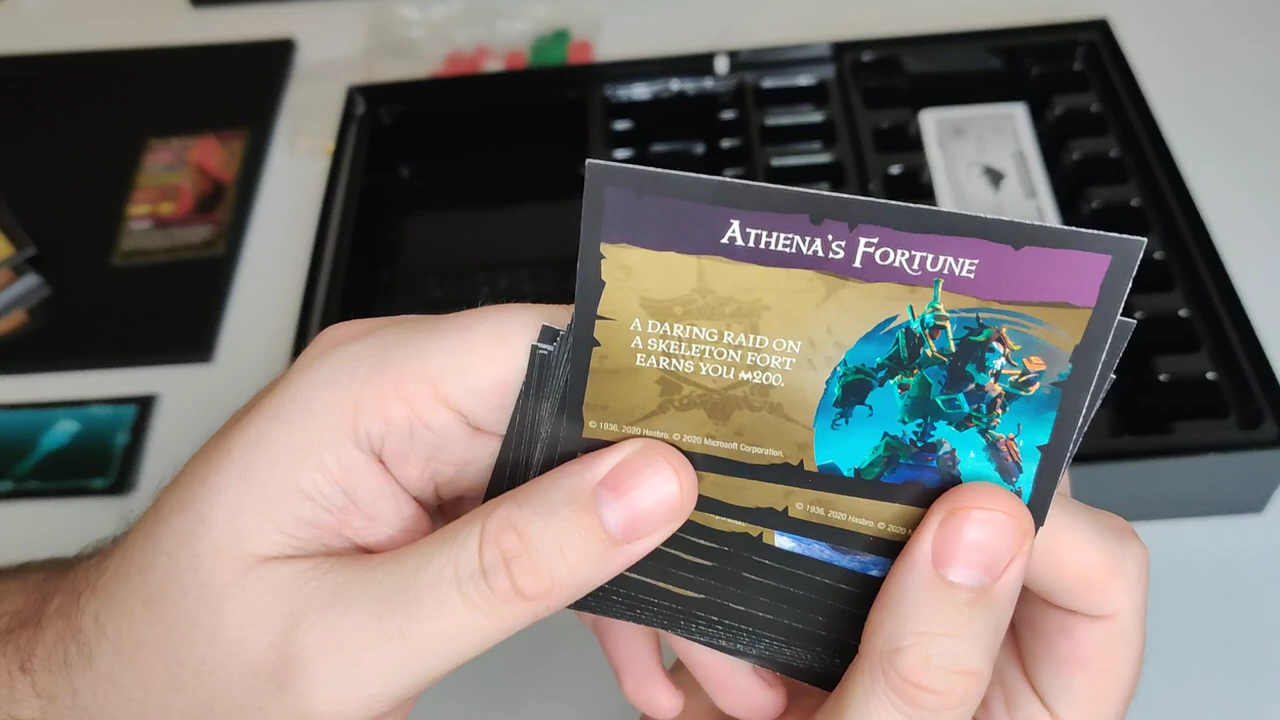 ATHENA'S FORTUNE
A DARING RAID ON
A SKELETON FORT
EARNS YOU ₩200.
© 1936, 2020 Hasbro. © 2020 Microsoft Corporation.
© 1936, 2020 Hasbro. © 20